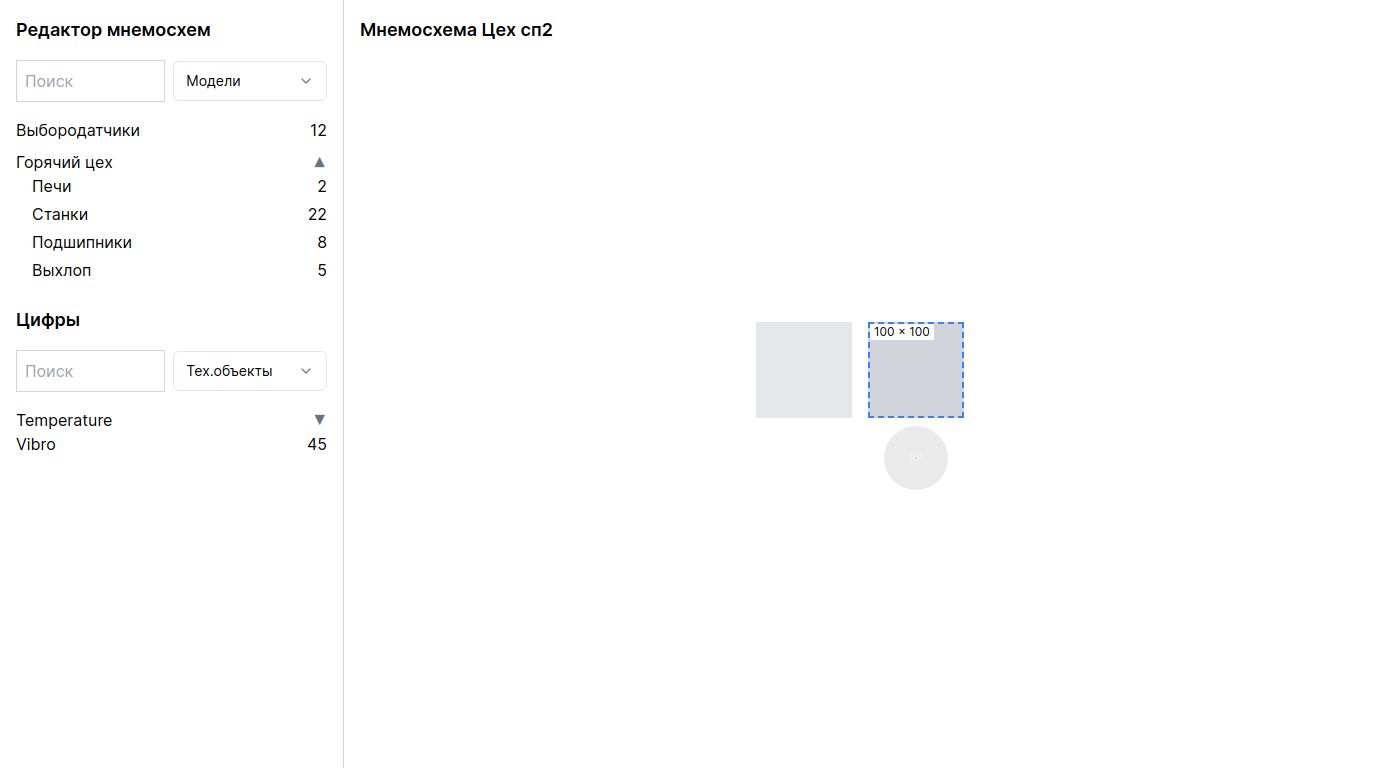 Редактор мнемосхем
Поиск
Модели
Выбородатчики 12
Горячий цех ▲
Печи 2
Станки 22
Подшипники 8
Выхлоп 5
Цифры
Поиск
Тех.объекты
Temperature ▼
Vibro 45
Мнемосхема Цех сп2
100 × 100